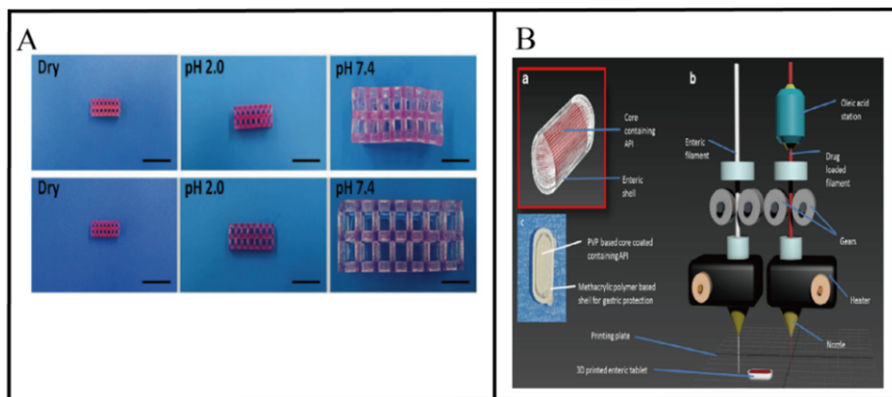 A
Dry
pH 2.0
pH 7.4
Dry
pH 2.0
pH 7.4
B
a
Core
containing
API
Enteric
shell
c
PVP based core coated
containing API
Methacrylic polymer based
shell for gastric protection
b
Oleic acid
station
Enteric
filament
Drug
loaded
filament
Gears
Heater
Nozzle
Printing plate
3D printed enteric tablet